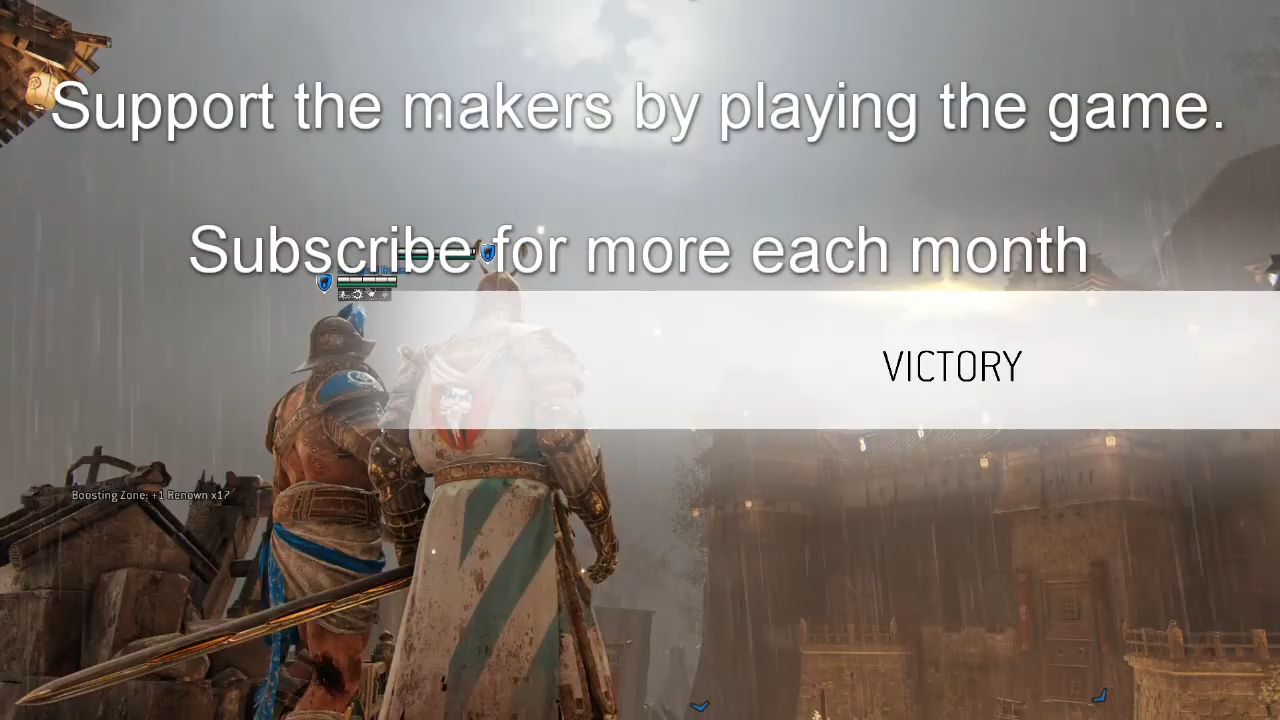 Support the makers by playing the game.
Subscribe for more each month
VICTORY
Boosting Zone: +1 Renown x17